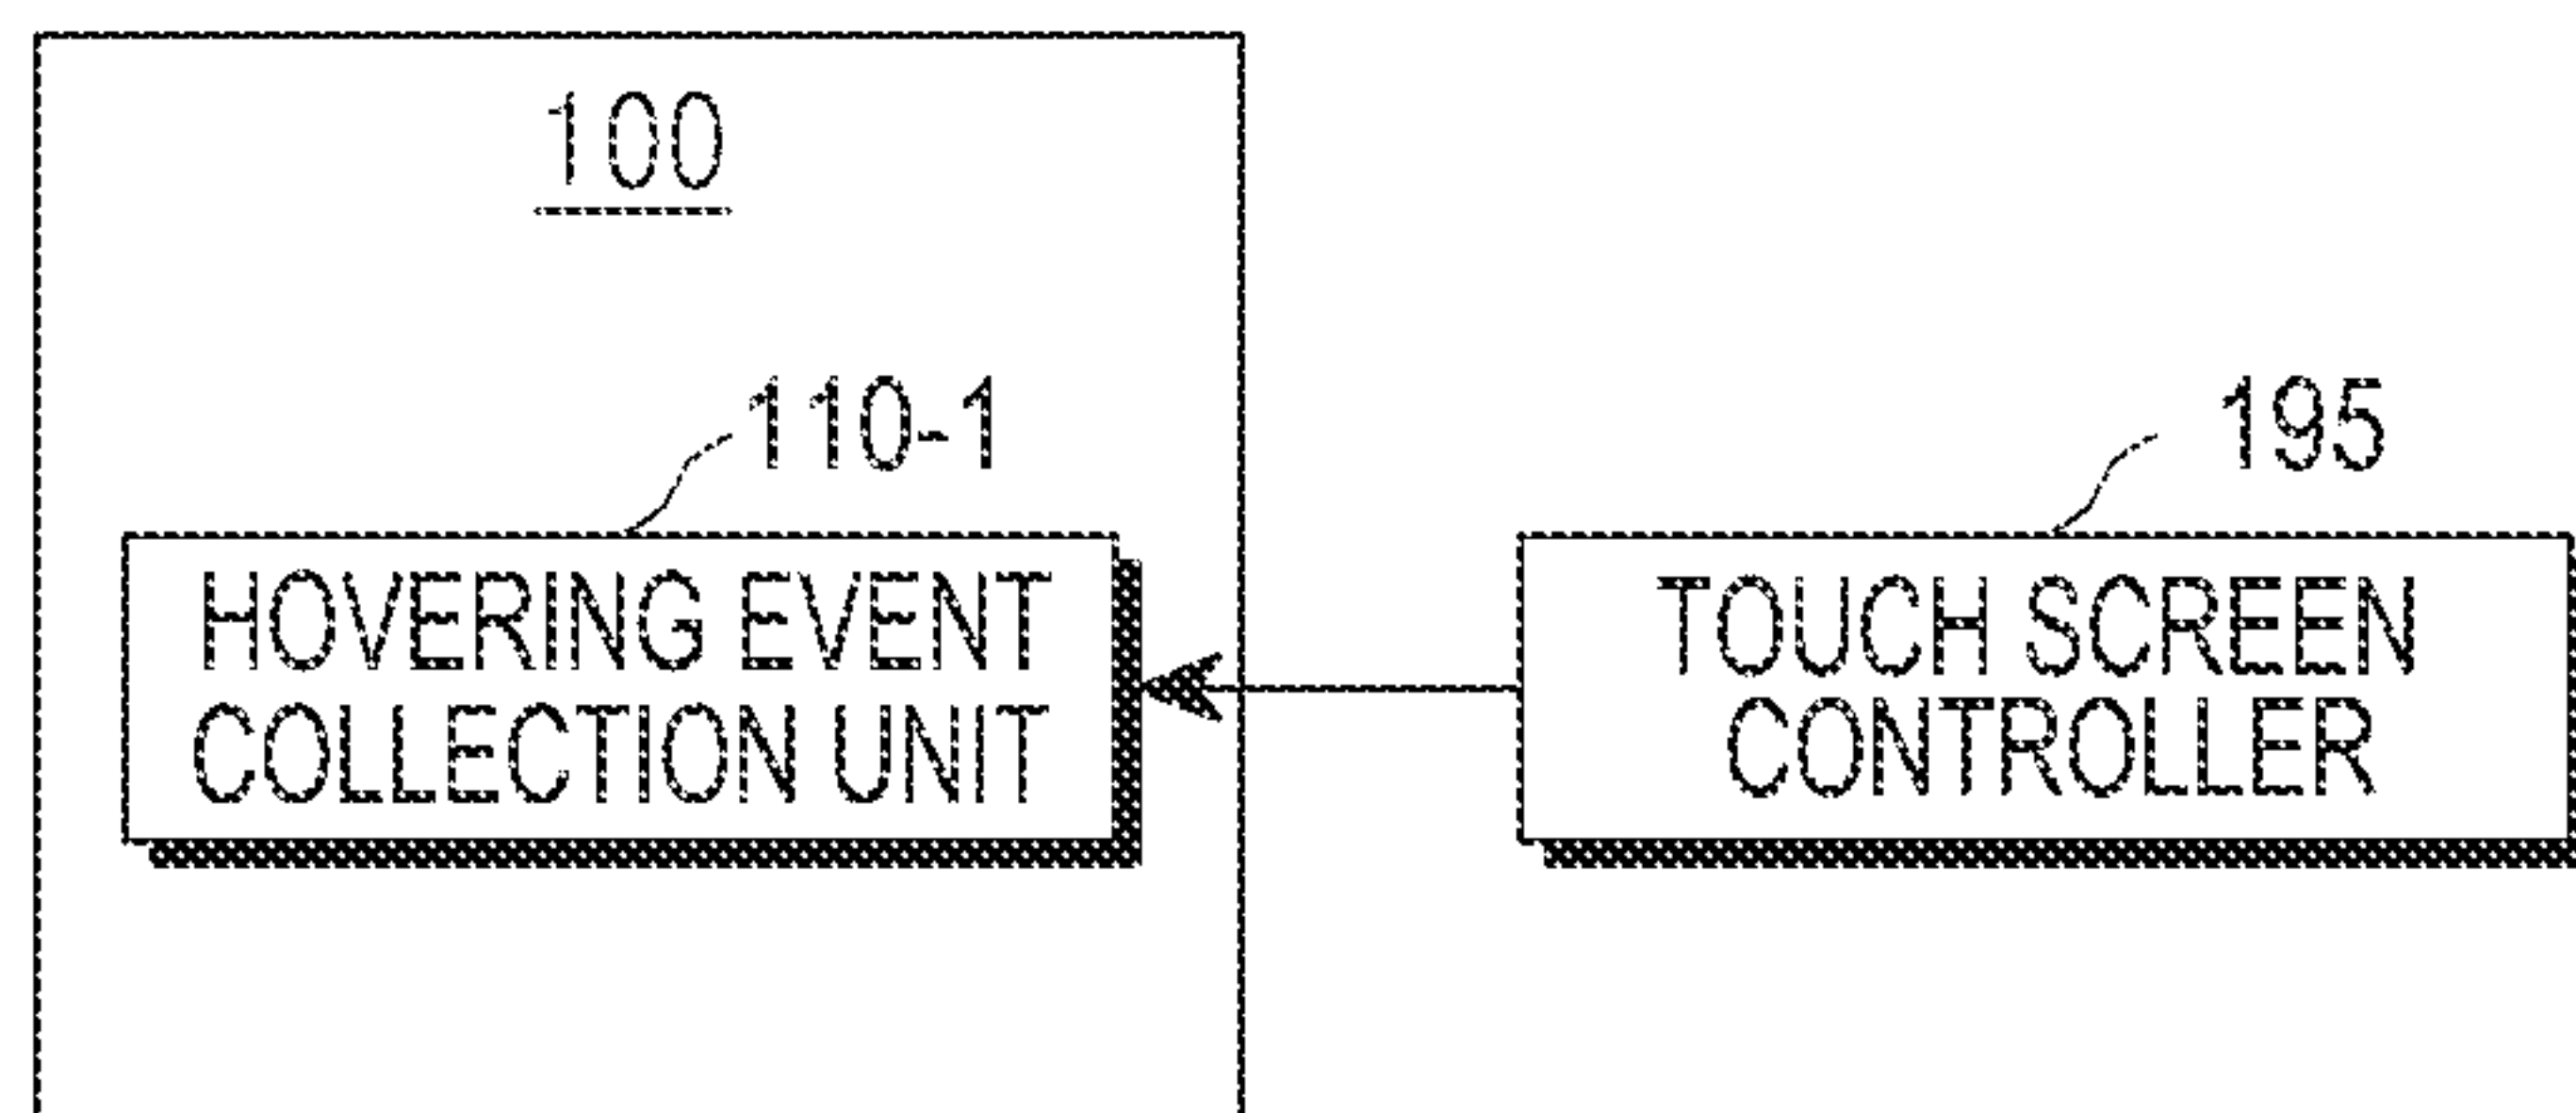 100
110-1
195
HOVERING EVENT
COLLECTION UNIT
TOUCH SCREEN
CONTROLLER